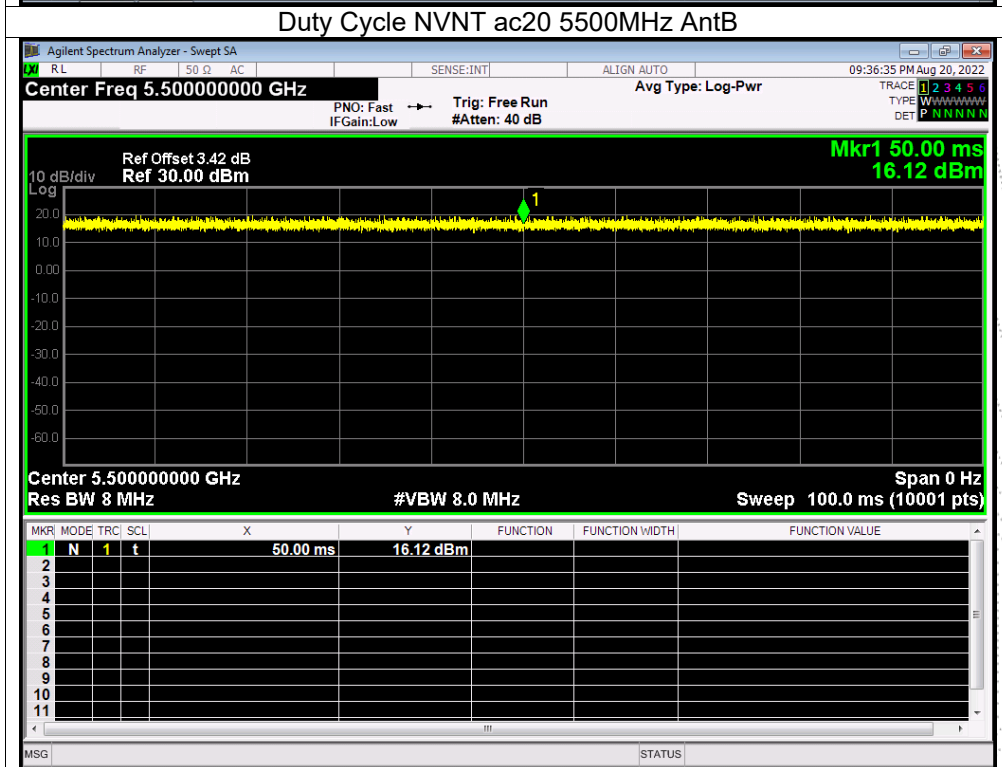 Duty Cycle NVNT ac20 5500MHz AntB
Agilent Spectrum Analyzer - Swept SA
LXI RL RF 50 Ω AC SENSE:INT ALIGN AUTO 09:36:35 PM Aug 20, 2022
Center Freq 5.500000000 GHz Avg Type: Log-Pwr TRACE 1 2 3 4 5 6
PNO: Fast Trig: Free Run TYPE WWWWWW
IFGain:Low #Atten: 40 dB DET P N N N N N
Mkr1 50.00 ms
Ref Offset 3.42 dB
10 dB/div Ref 30.00 dBm 16.12 dBm
Log
1
20.0
10.0
0.00
-10.0
-20.0
-30.0
-40.0
-50.0
-60.0
Center 5.500000000 GHz Span 0 Hz
Res BW 8 MHz #VBW 8.0 MHz Sweep 100.0 ms (10001 pts)
MKR MODE TRC SCL X Y FUNCTION FUNCTION WIDTH FUNCTION VALUE
1 N 1 t 50.00 ms 16.12 dBm
2
3
4
5
6
7
8
9
10
11
MSG STATUS